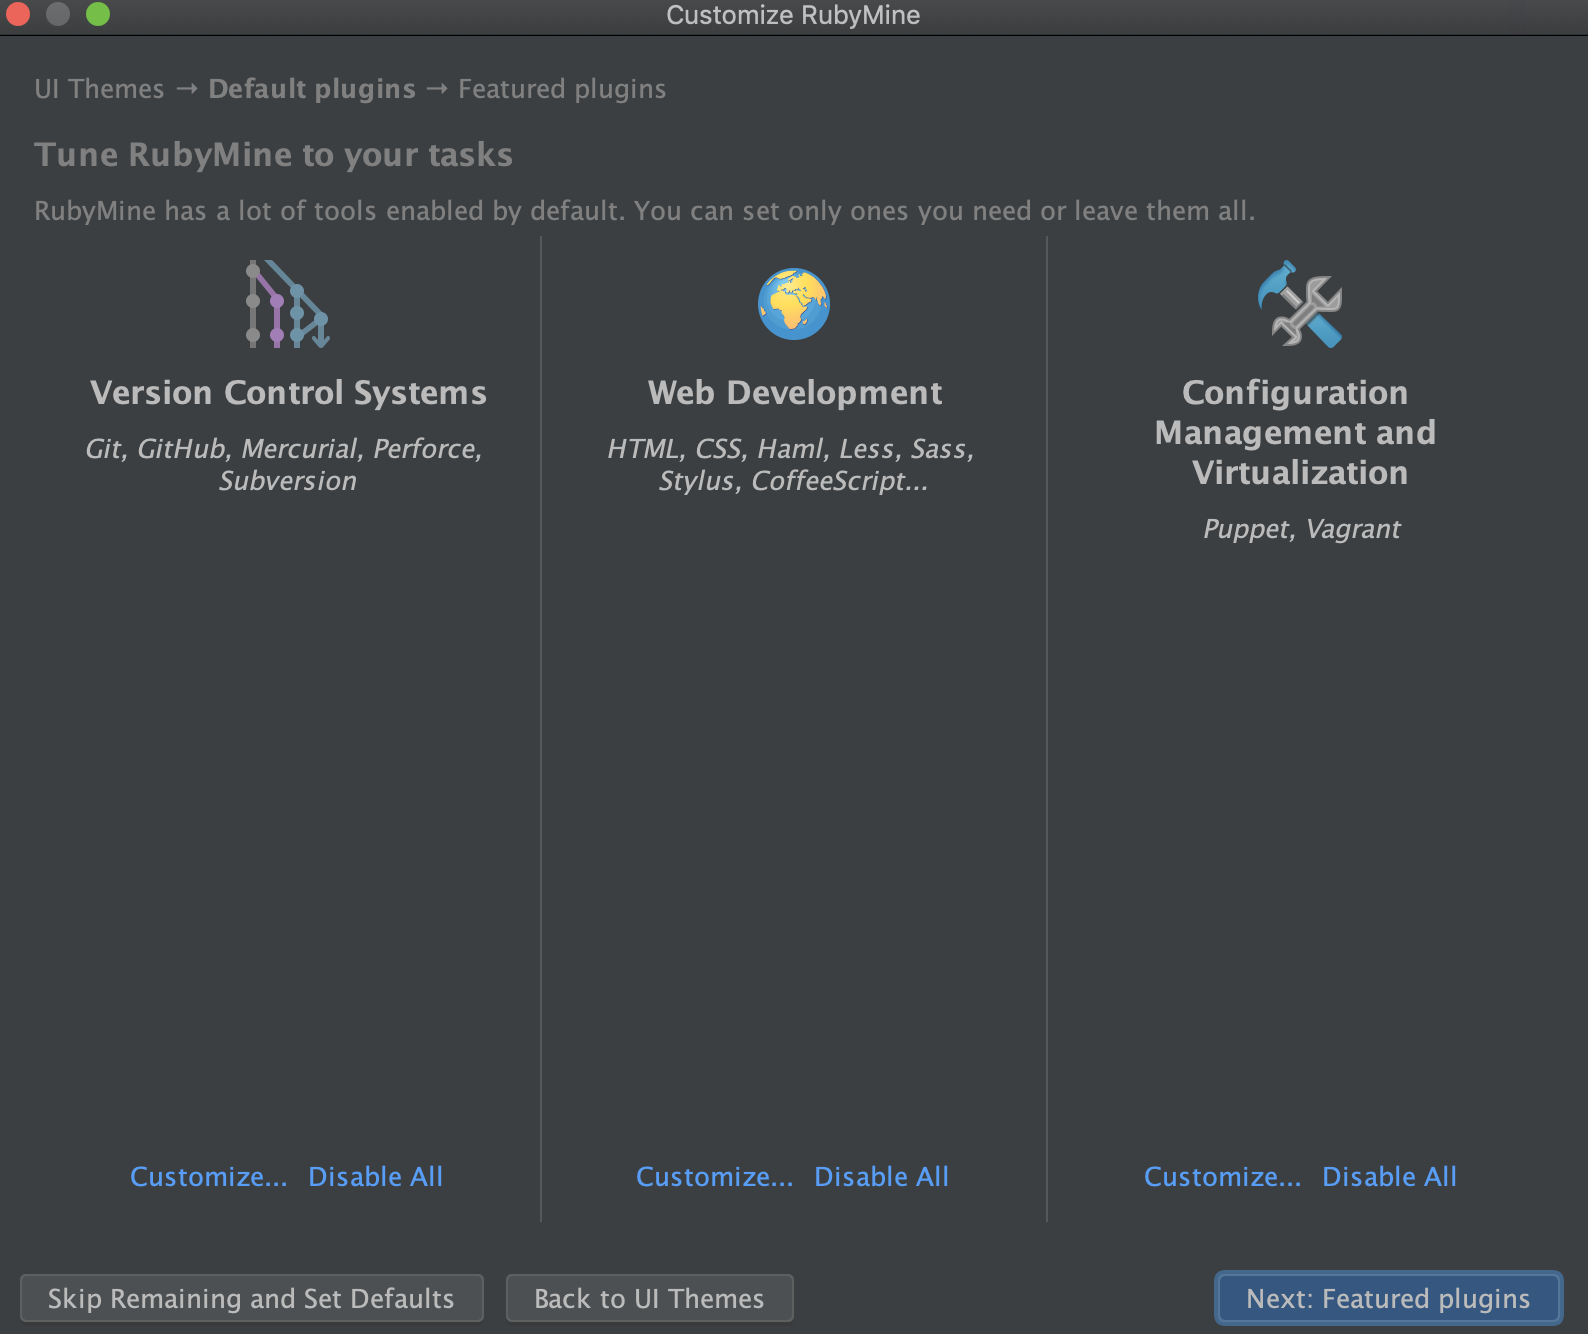 Customize RubyMine
UI Themes → Default plugins → Featured plugins
Tune RubyMine to your tasks
RubyMine has a lot of tools enabled by default. You can set only ones you need or leave them all.
Version Control Systems
Git, GitHub, Mercurial, Perforce,
Subversion
Customize... Disable All
Web Development
HTML, CSS, Haml, Less, Sass,
Stylus, CoffeeScript...
Customize... Disable All
Configuration
Management and
Virtualization
Puppet, Vagrant
Customize... Disable All
Skip Remaining and Set Defaults
Back to UI Themes
Next: Featured plugins